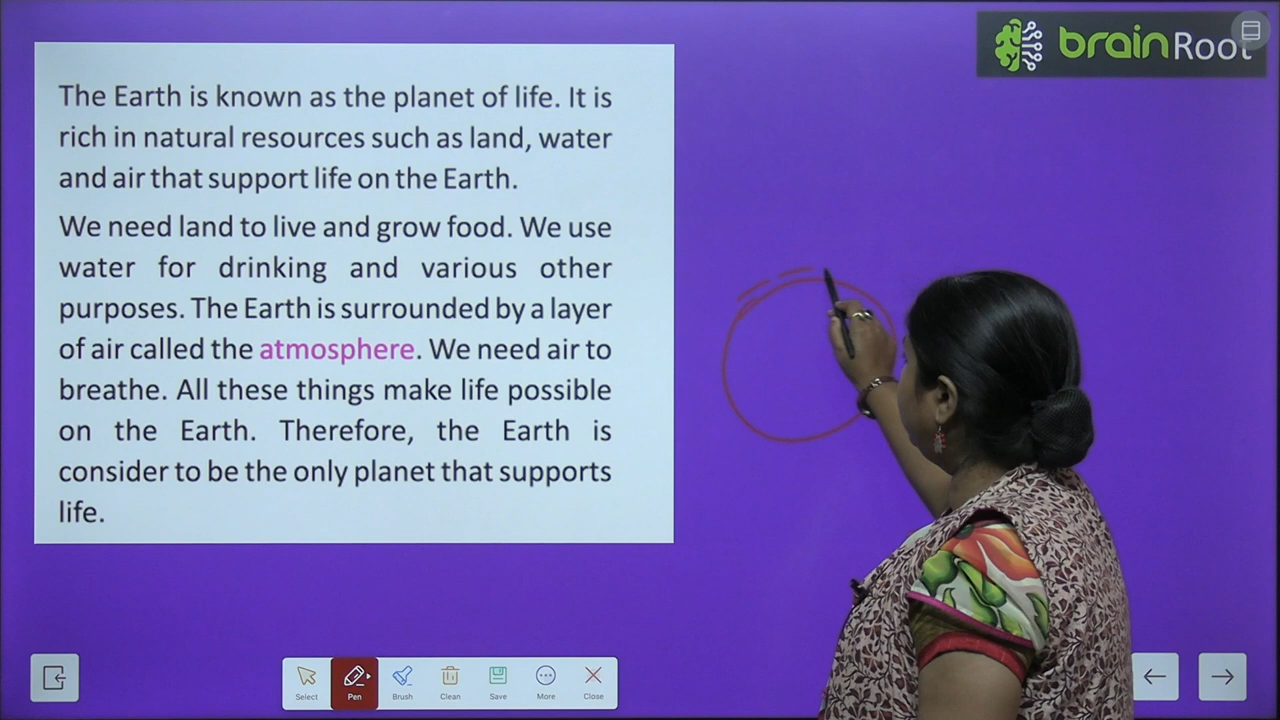 brainRoot
The Earth is known as the planet of life. It is
rich in natural resources such as land, water
and air that support life on the Earth.
We need land to live and grow food. We use
water for drinking and various other
purposes. The Earth is surrounded by a layer
of air called the atmosphere. We need air to
breathe. All these things make life possible
on the Earth. Therefore, the Earth is
consider to be the only planet that supports
life.
Select Pen Brush Clean Save More Close